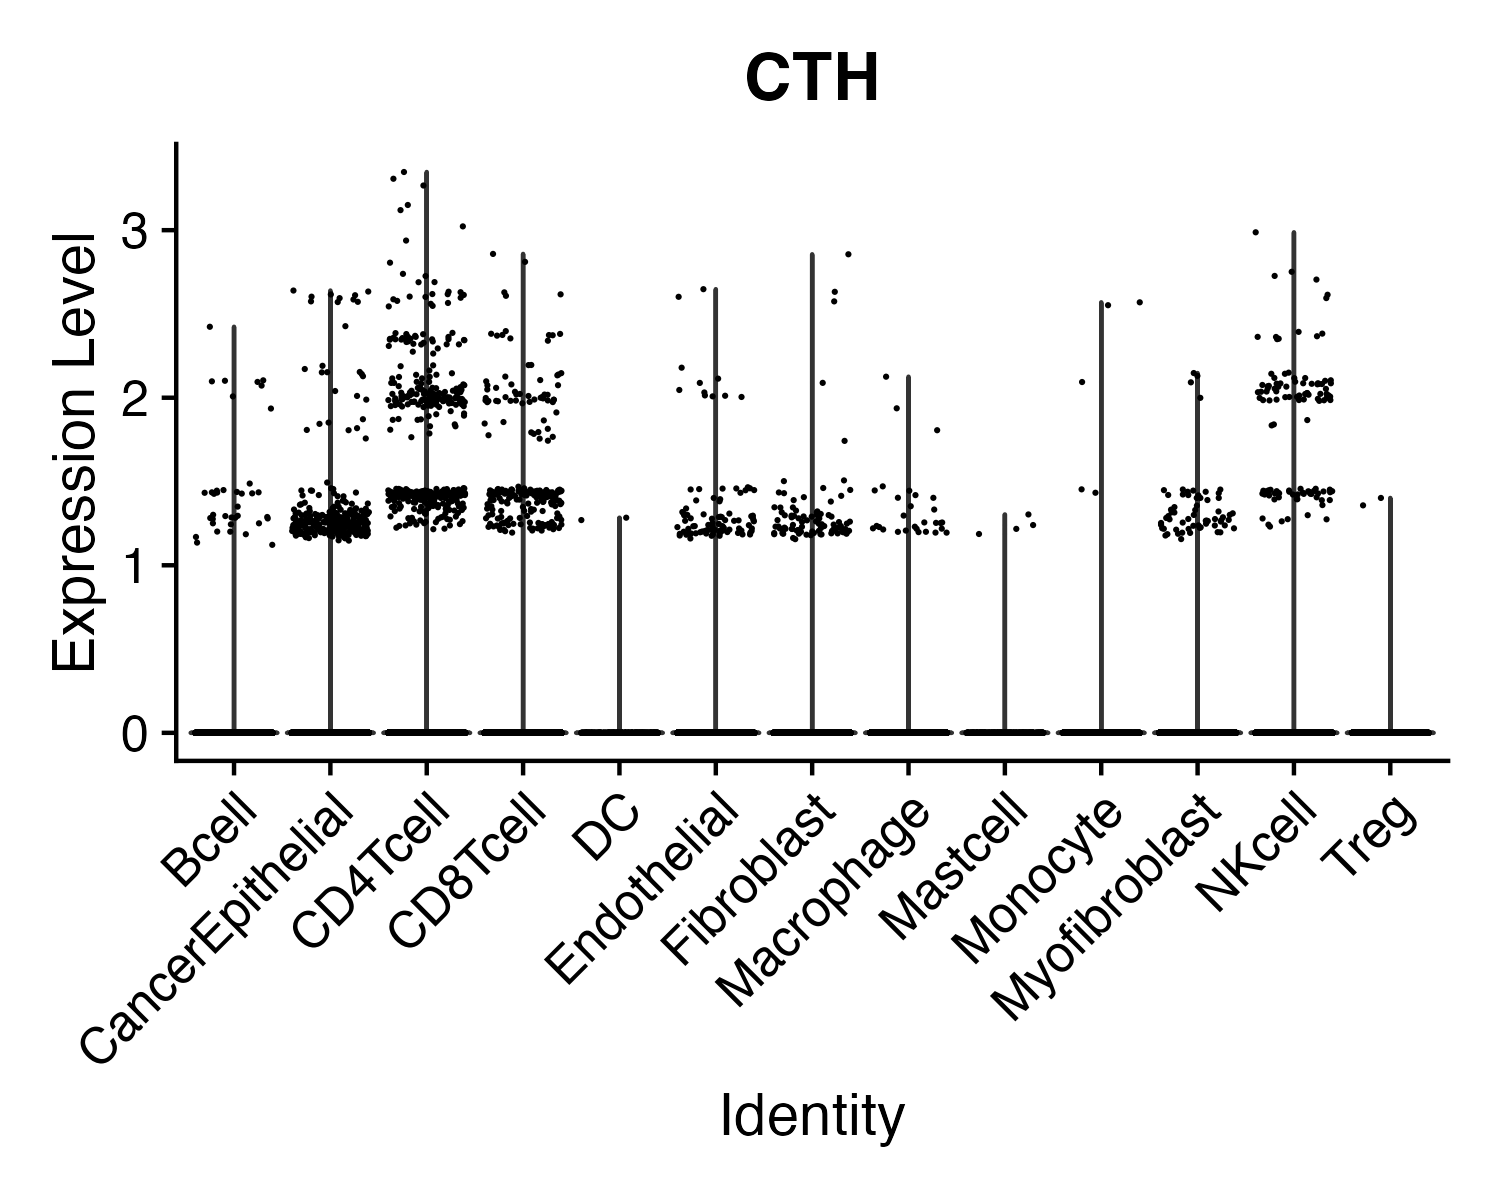 CTH
Expression Level
3
2
1
0
Bcell
CancerEpithelial
CD4Tcell
CD8Tcell
DC
Endothelial
Fibroblast
Macrophage
Mastcell
Monocyte
Myofibroblast
NKcell
Treg
Identity